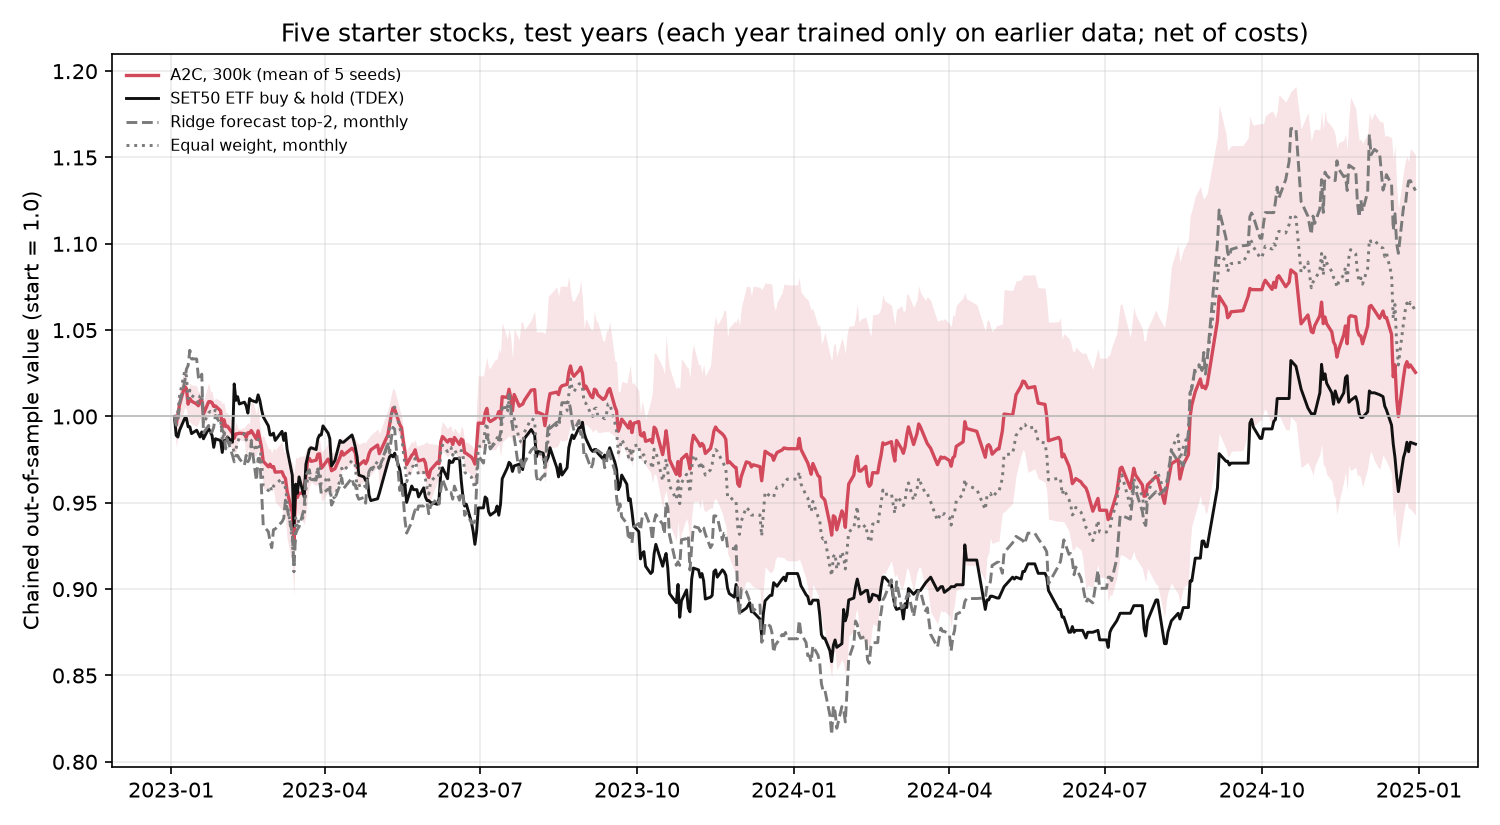 Five starter stocks, test years (each year trained only on earlier data; net of costs)
A2C, 300k (mean of 5 seeds)
SET50 ETF buy & hold (TDEX)
Ridge forecast top-2, monthly
Equal weight, monthly
Chained out-of-sample value (start = 1.0)
1.20
1.15
1.10
1.05
1.00
0.95
0.90
0.85
0.80
2023-01 2023-04 2023-07 2023-10 2024-01 2024-04 2024-07 2024-10 2025-01